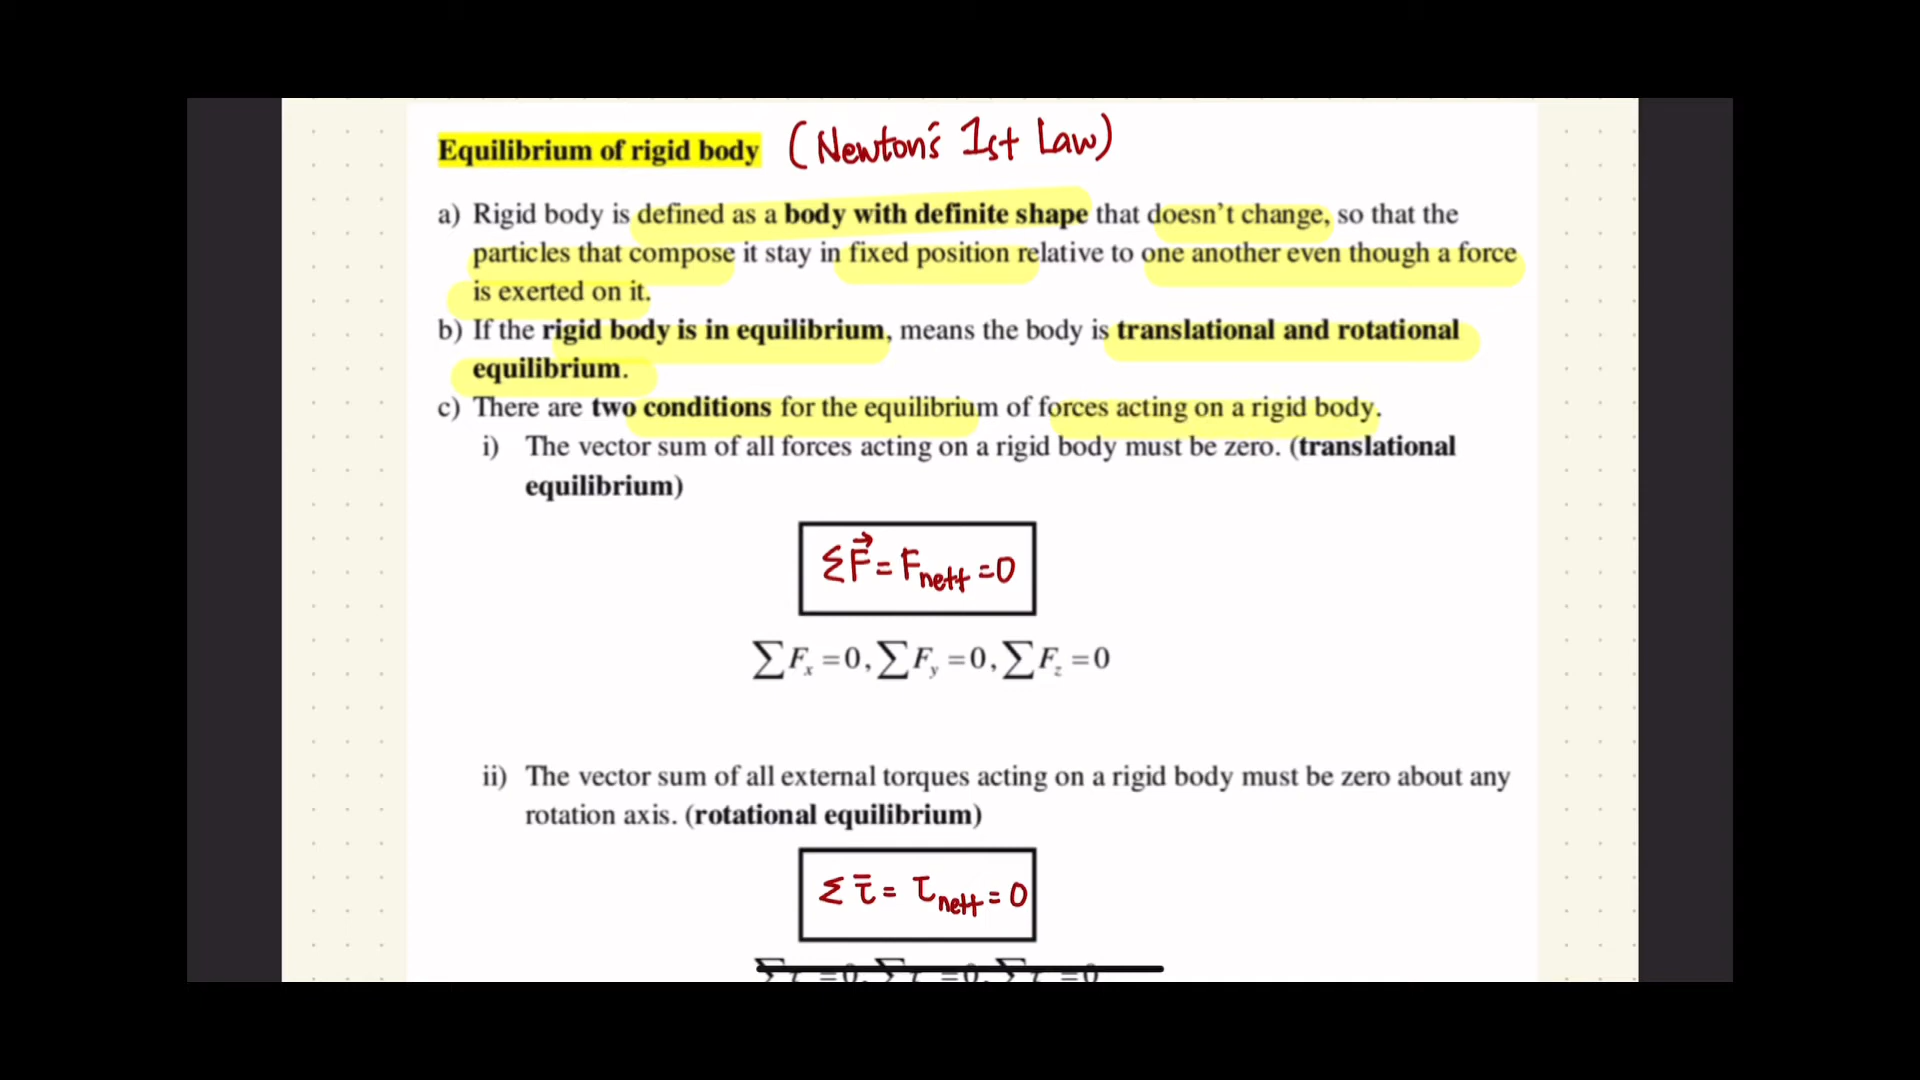 Equilibrium of rigid body (Newton's 1st Law)
a) Rigid body is defined as a body with definite shape that doesn't change, so that the
particles that compose it stay in fixed position relative to one another even though a force
is exerted on it.
b) If the rigid body is in equilibrium, means the body is translational and rotational
equilibrium.
c) There are two conditions for the equilibrium of forces acting on a rigid body.
i) The vector sum of all forces acting on a rigid body must be zero. (translational
equilibrium)
ΣF⃗ = Fnett = 0
∑Fx = 0, ∑Fy = 0, ∑Fz = 0
ii) The vector sum of all external torques acting on a rigid body must be zero about any
rotation axis. (rotational equilibrium)
Στ̄ = τnett = 0